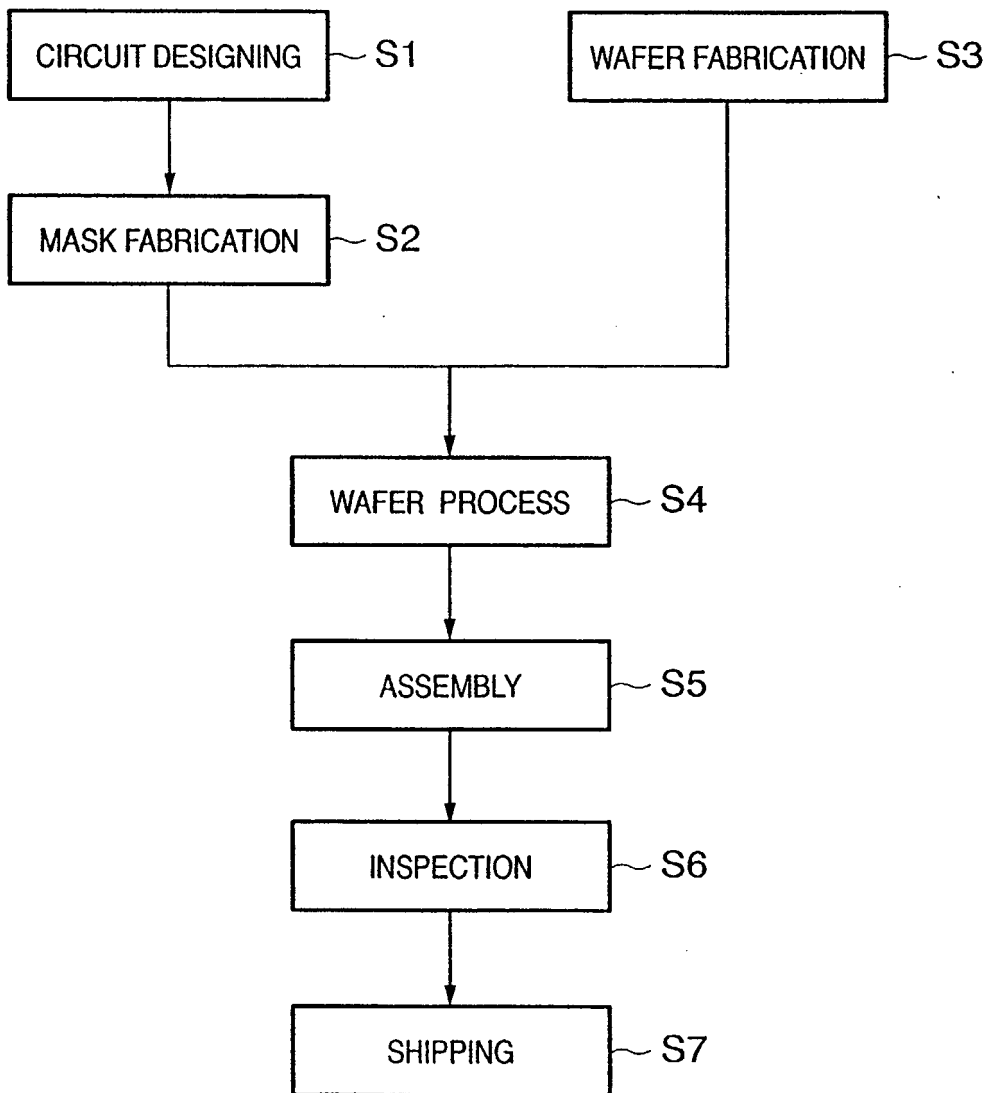 CIRCUIT DESIGNING S1
WAFER FABRICATION S3
MASK FABRICATION S2
WAFER PROCESS S4
ASSEMBLY S5
INSPECTION S6
SHIPPING S7